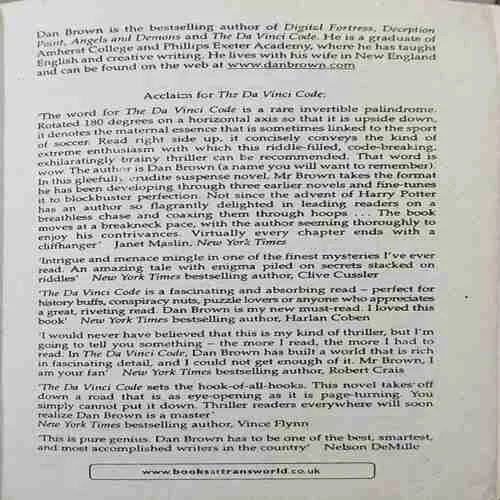 Dan Brown is the bestselling author of Digital Fortress, Deception
Point, Angels and Demons and The Da Vinci Code. He is a graduate of
Amherst College and Phillips Exeter Academy, where he has taught
English and creative writing. He lives with his wife in New England
and can be found on the web at www.danbrown.com
Acclaim for The Da Vinci Code:
'The word for The Da Vinci Code is a rare invertible palindrome.
Rotated 180 degrees on a horizontal axis so that it is upside down,
it denotes the maternal essence that is sometimes linked to the sport
of soccer. Read right side up, it concisely conveys the kind of
extreme enthusiasm with which this riddle-filled, code-breaking,
exhilaratingly brainy thriller can be recommended. That word is
wow. The author is Dan Brown (a name you will want to remember).
In this gleefully erudite suspense novel, Mr Brown takes the format
he has been developing through three earlier novels and fine-tunes
it to blockbuster perfection. Not since the advent of Harry Potter
has an author so flagrantly delighted in leading readers on a
breathless chase and coaxing them through hoops . . . The book
moves at a breakneck pace, with the author seeming thoroughly to
enjoy his contrivances. Virtually every chapter ends with a
cliffhanger' Janet Maslin, New York Times
'Intrigue and menace mingle in one of the finest mysteries I've ever
read. An amazing tale with enigma piled on secrets stacked on
riddles' New York Times bestselling author, Clive Cussler
'The Da Vinci Code is a fascinating and absorbing read – perfect for
history buffs, conspiracy nuts, puzzle lovers or anyone who appreciates
a great, riveting read. Dan Brown is my new must-read. I loved this
book' New York Times bestselling author, Harlan Coben
'I would never have believed that this is my kind of thriller, but I'm
going to tell you something – the more I read, the more I had to
read. In The Da Vinci Code, Dan Brown has built a world that is rich
in fascinating detail, and I could not get enough of it. Mr Brown, I
am your fan' New York Times bestselling author, Robert Crais
'The Da Vinci Code sets the hook-of-all-hooks. This novel takes off
down a road that is as eye-opening as it is page-turning. You
simply cannot put it down. Thriller readers everywhere will soon
realize Dan Brown is a master'
New York Times bestselling author, Vince Flynn
'This is pure genius. Dan Brown has to be one of the best, smartest,
and most accomplished writers in the country' Nelson DeMille
www.booksattransworld.co.uk